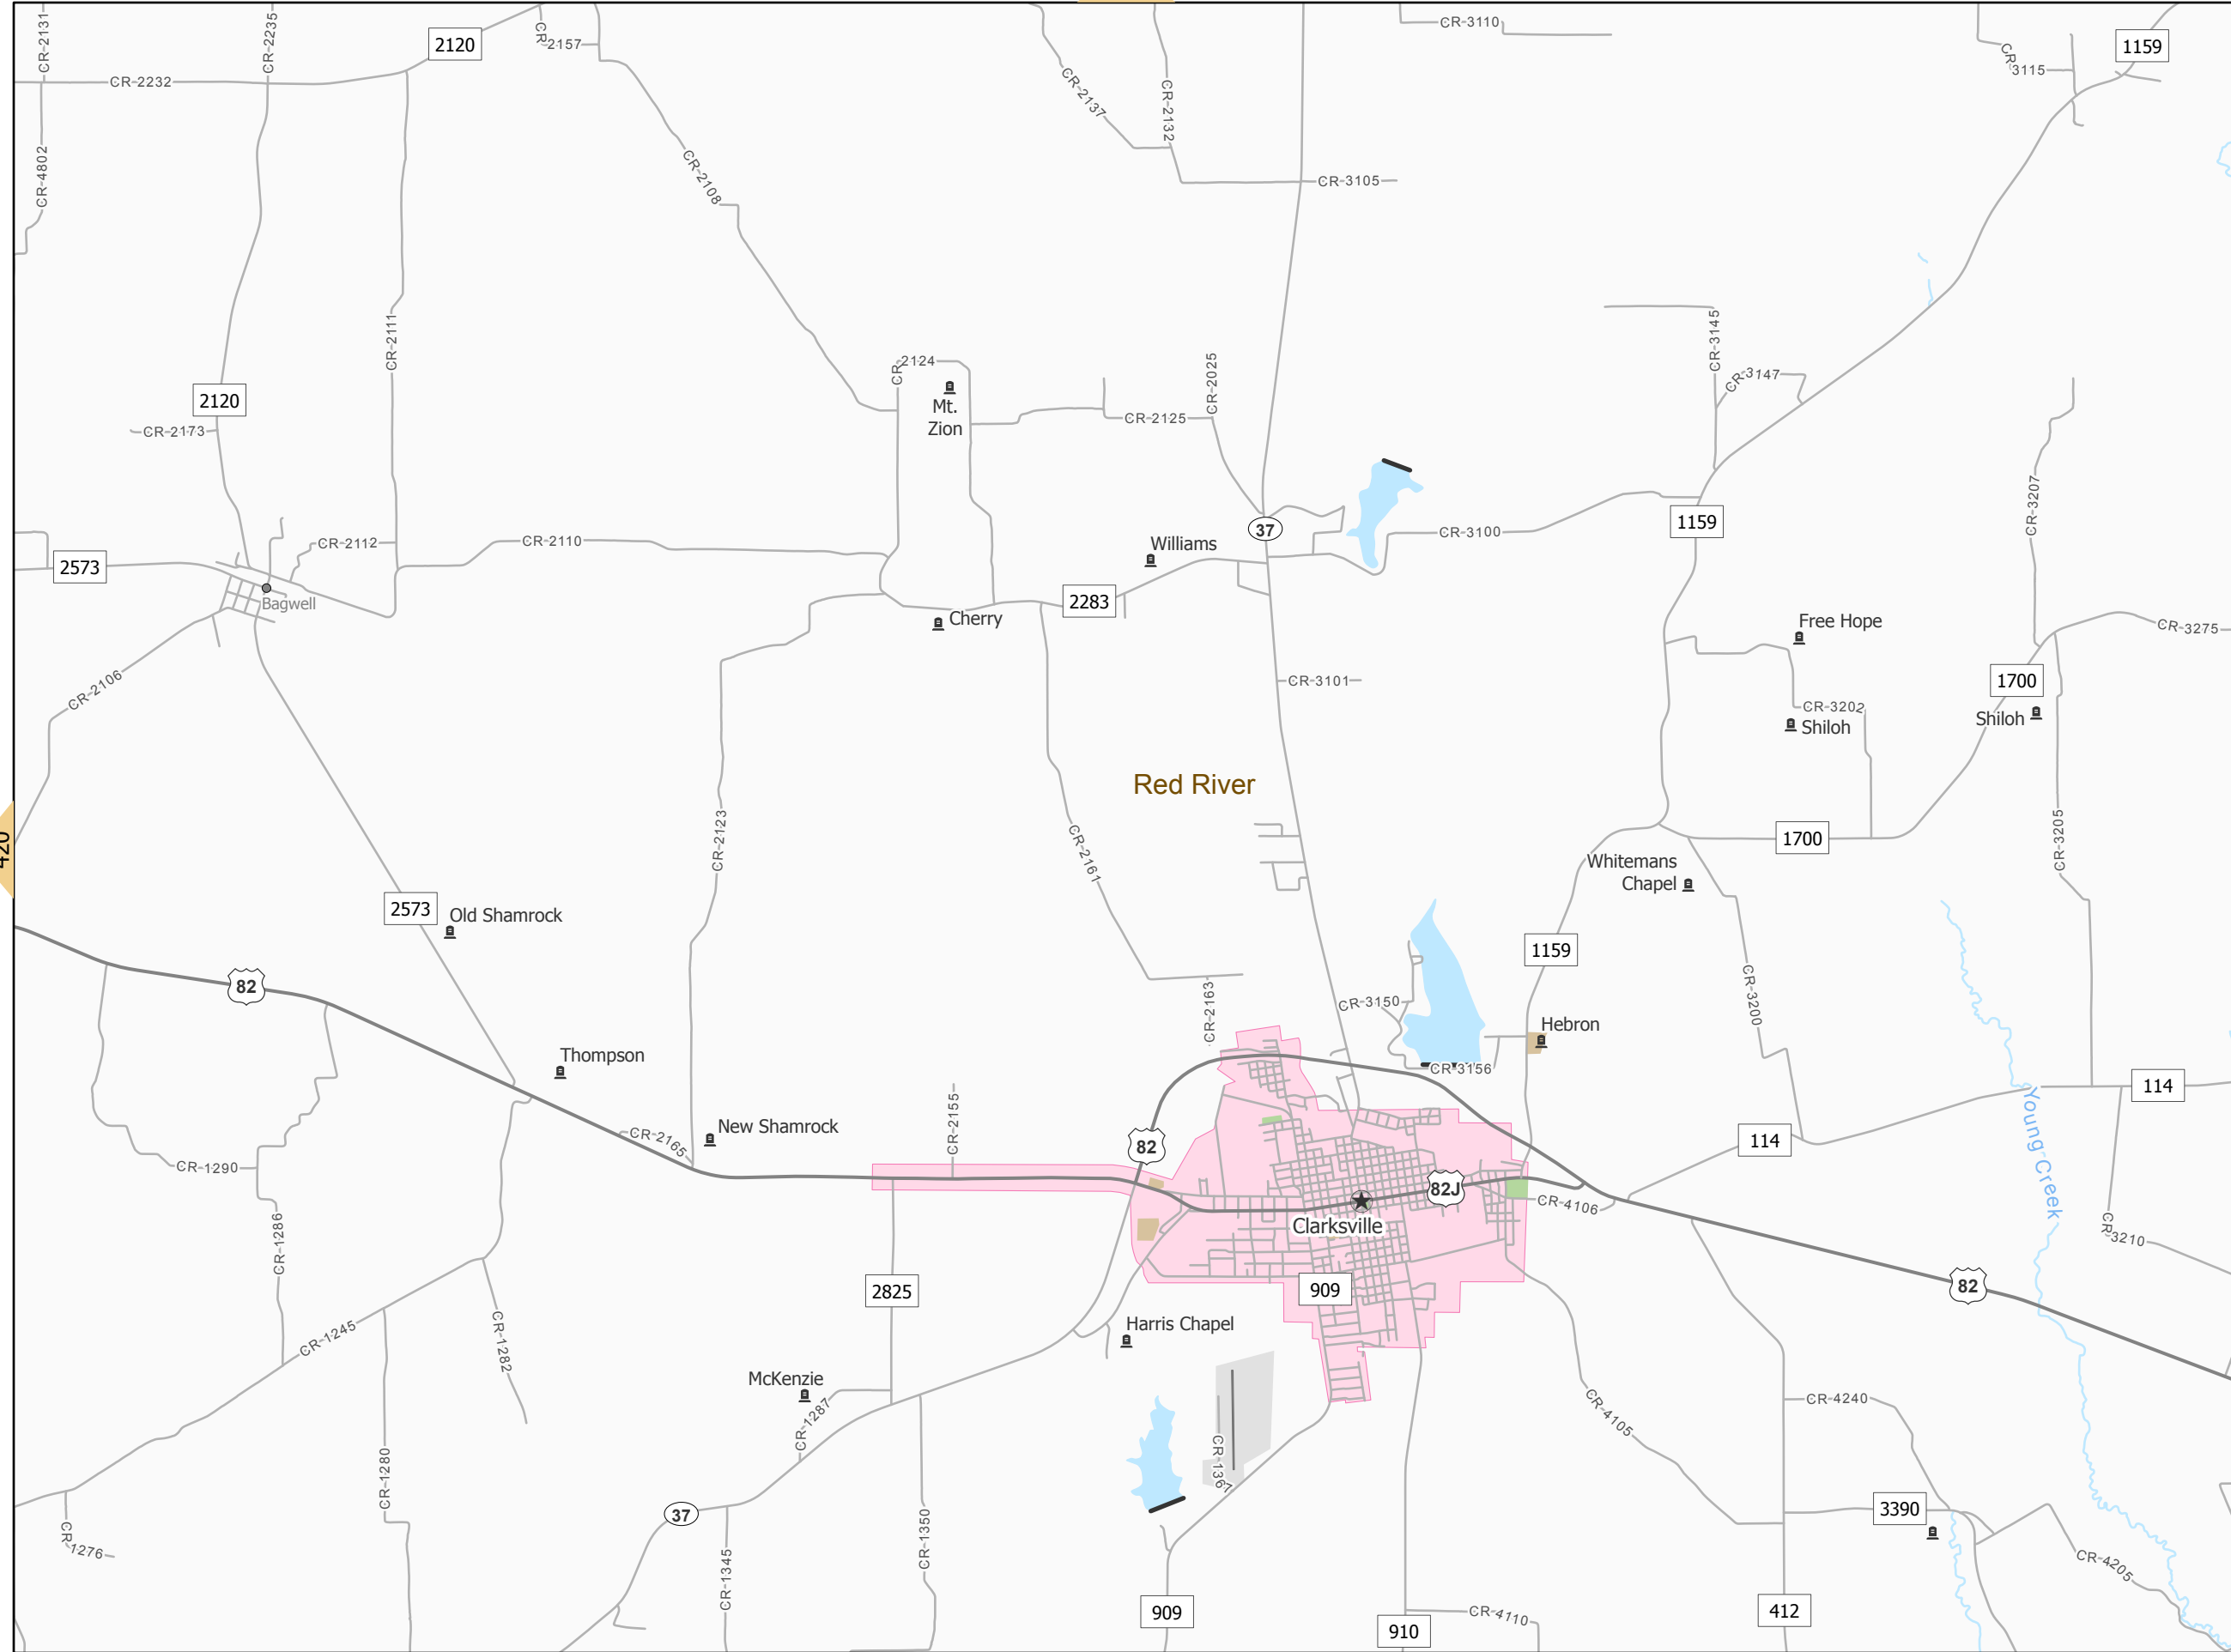 CR-2131
CR-2235
2120
CR-2157
CR-3110
CR-3115
1159
CR-2232
CR-2137
CR-2132
CR-4802
CR-2108
CR-3105
CR-2111
CR-2124
CR-2025
CR-3145
CR-3147
2120
Mt.
Zion
CR-2125
CR-2173
CR-3207
37
CR-3100
1159
CR-2112
CR-2110
Williams
2573
Bagwell
2283
Cherry
Free Hope
CR-3275
CR-2106
CR-3101
1700
CR-3202
Shiloh
Shiloh
Red River
420
CR-2123
CR-2161
1700
CR-3205
Whitemans
Chapel
2573
Old Shamrock
1159
82
CR-2163
CR-3150
CR-3200
Hebron
Thompson
CR-3156
114
Young Creek
New Shamrock
CR-2155
CR-2165
82
114
CR-1290
82J
CR-4106
Clarksville
CR-1286
CR-3210
2825
909
82
CR-1245
CR-1282
Harris Chapel
McKenzie
CR-1287
CR-4240
CR-4105
CR-1367
CR-1280
37
3390
CR-1276
CR-1350
CR-1345
CR-4205
909
CR-4110
412
910